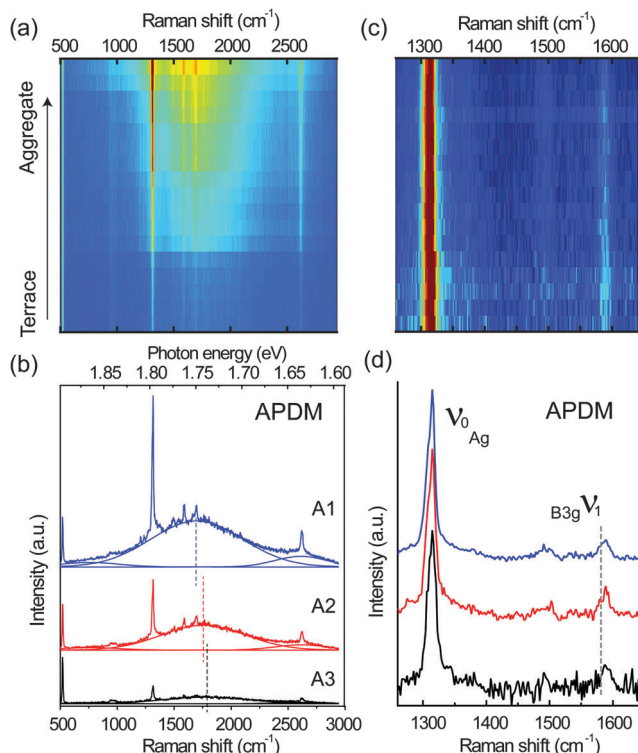 (a)
Raman shift (cm⁻¹)
500 1000 1500 2000 2500
Aggregate
Terrace
(c)
Raman shift (cm⁻¹)
1300 1400 1500 1600
(b)
Photon energy (eV)
1.85 1.80 1.75 1.70 1.65 1.60
APDM
A1
A2
A3
Intensity (a.u.)
500 1000 1500 2000 2500 3000
Raman shift (cm⁻¹)
(d)
APDM
ν₀ Ag
B3g ν₁
Intensity (a.u.)
1300 1400 1500 1600
Raman shift (cm⁻¹)